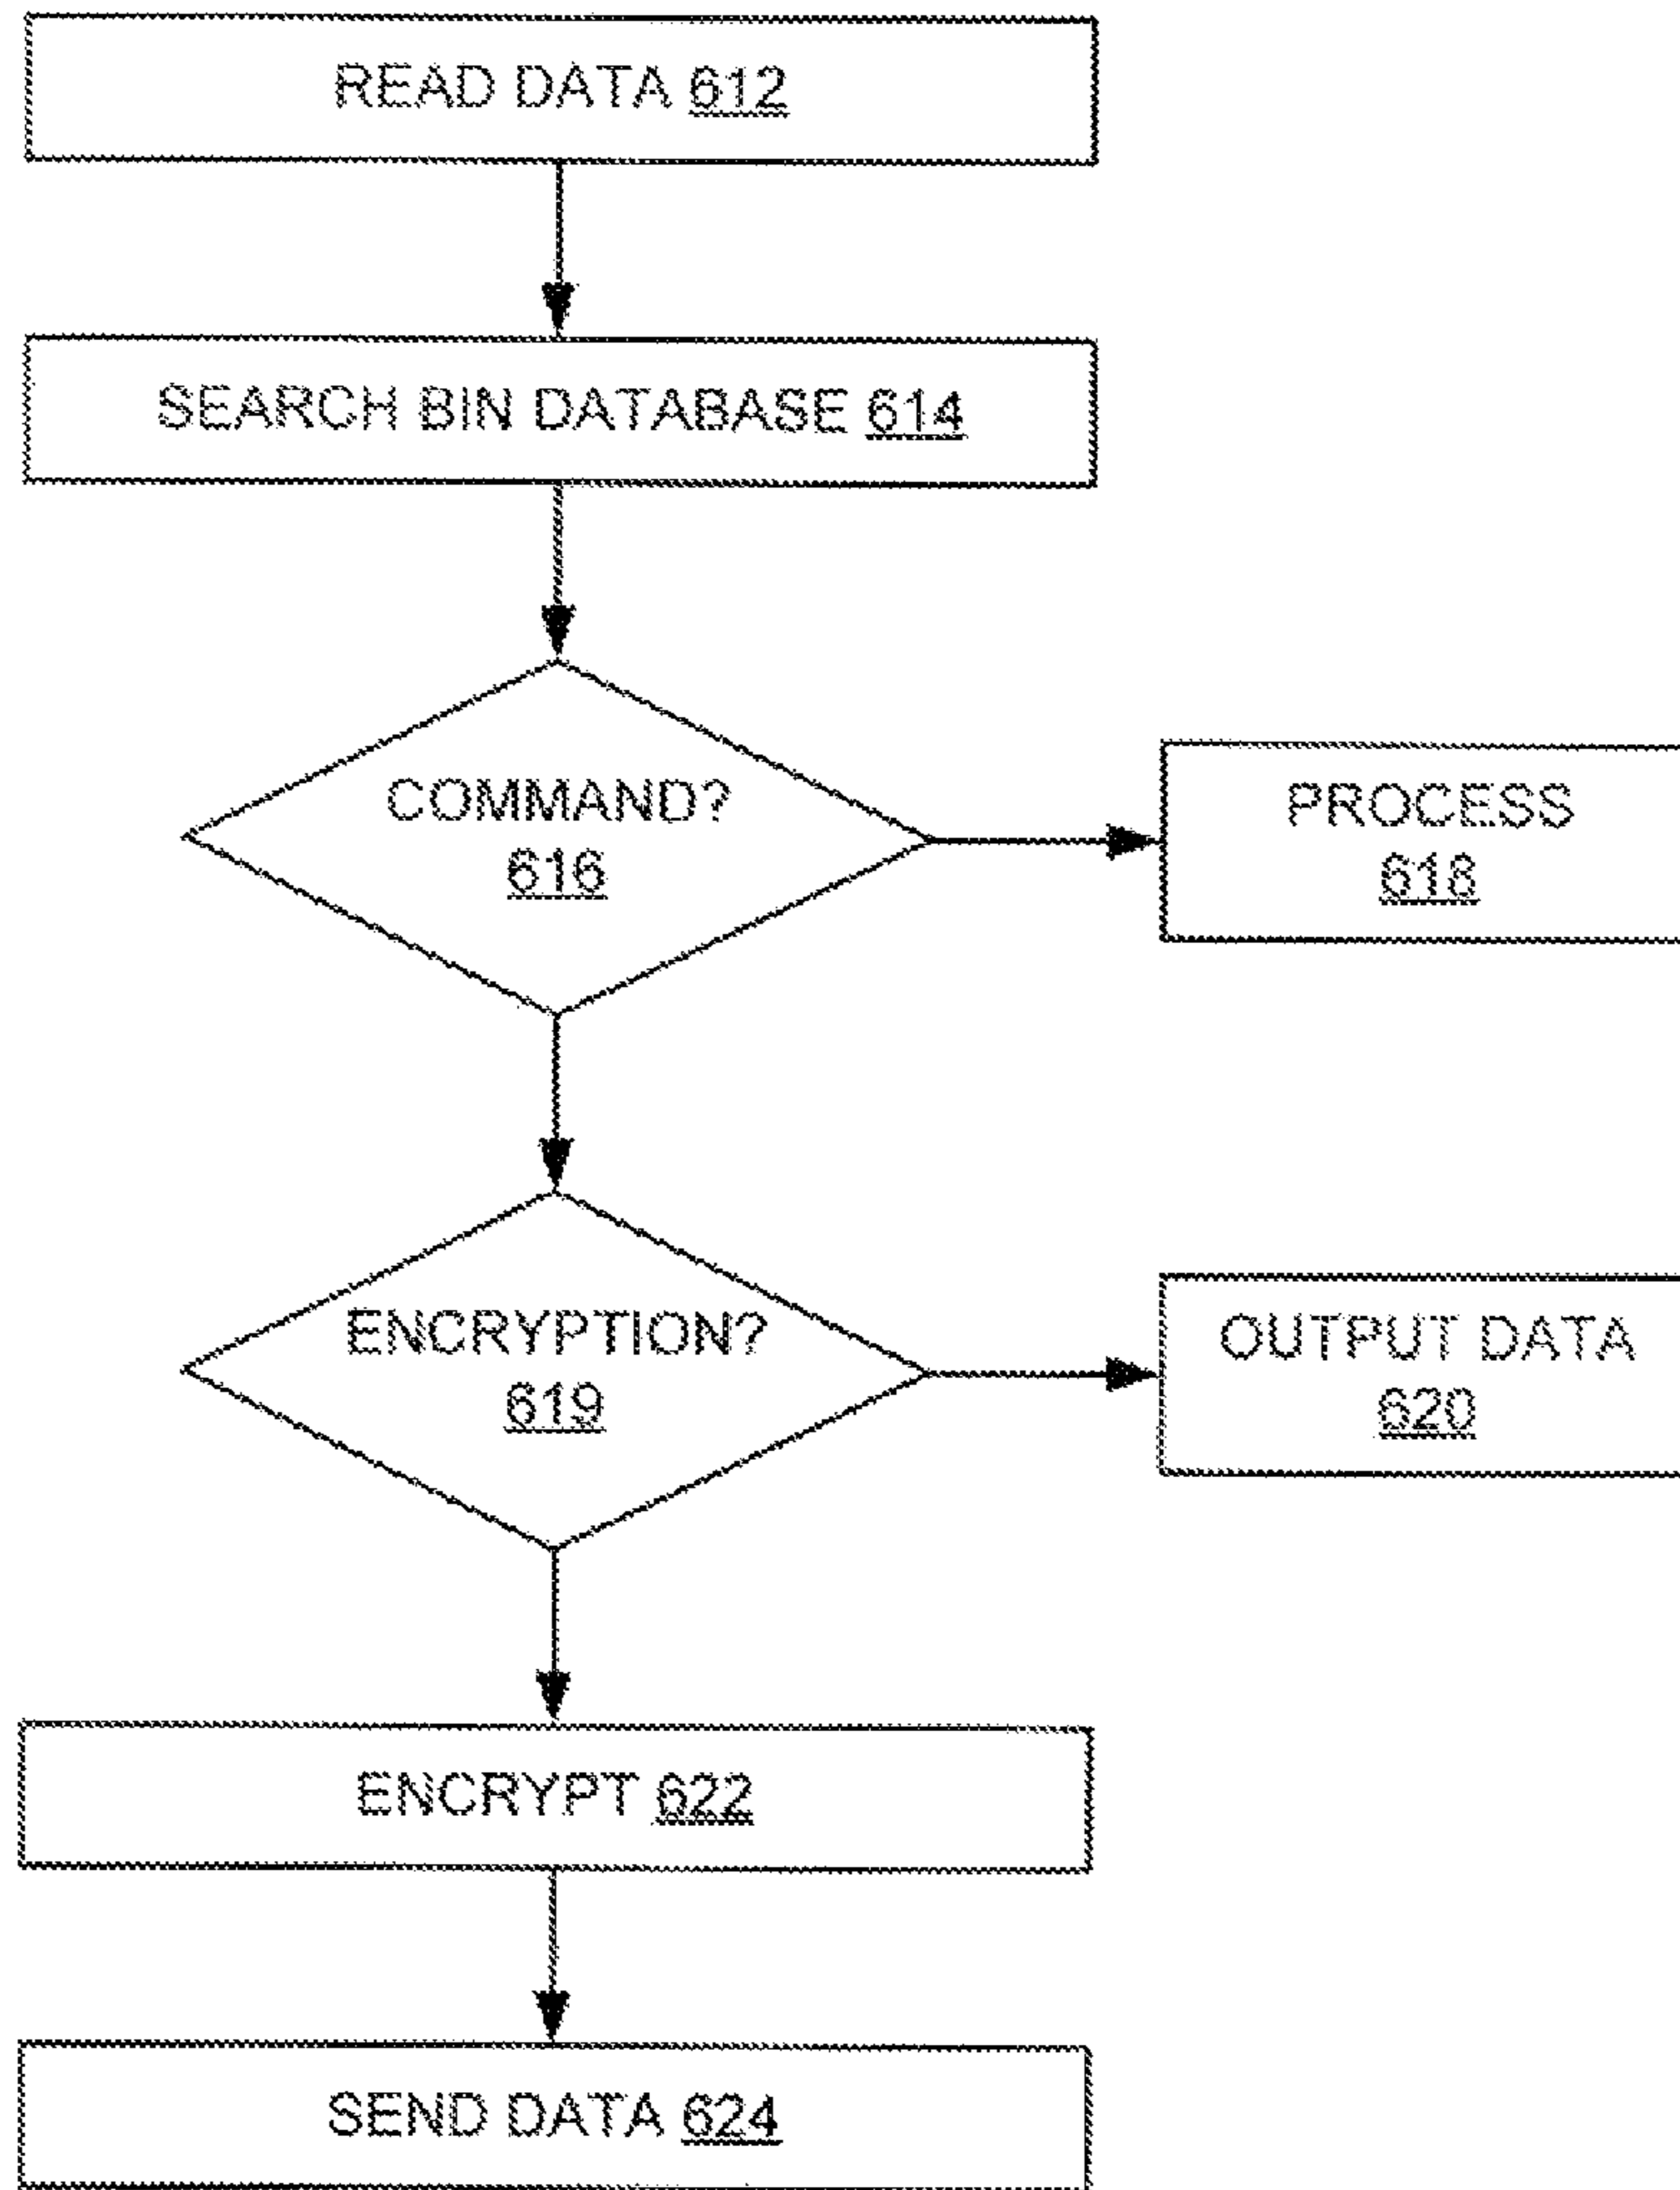 READ DATA 612
SEARCH BIN DATABASE 614
COMMAND?
616
PROCESS
618
ENCRYPTION?
619
OUTPUT DATA
620
ENCRYPT 622
SEND DATA 624